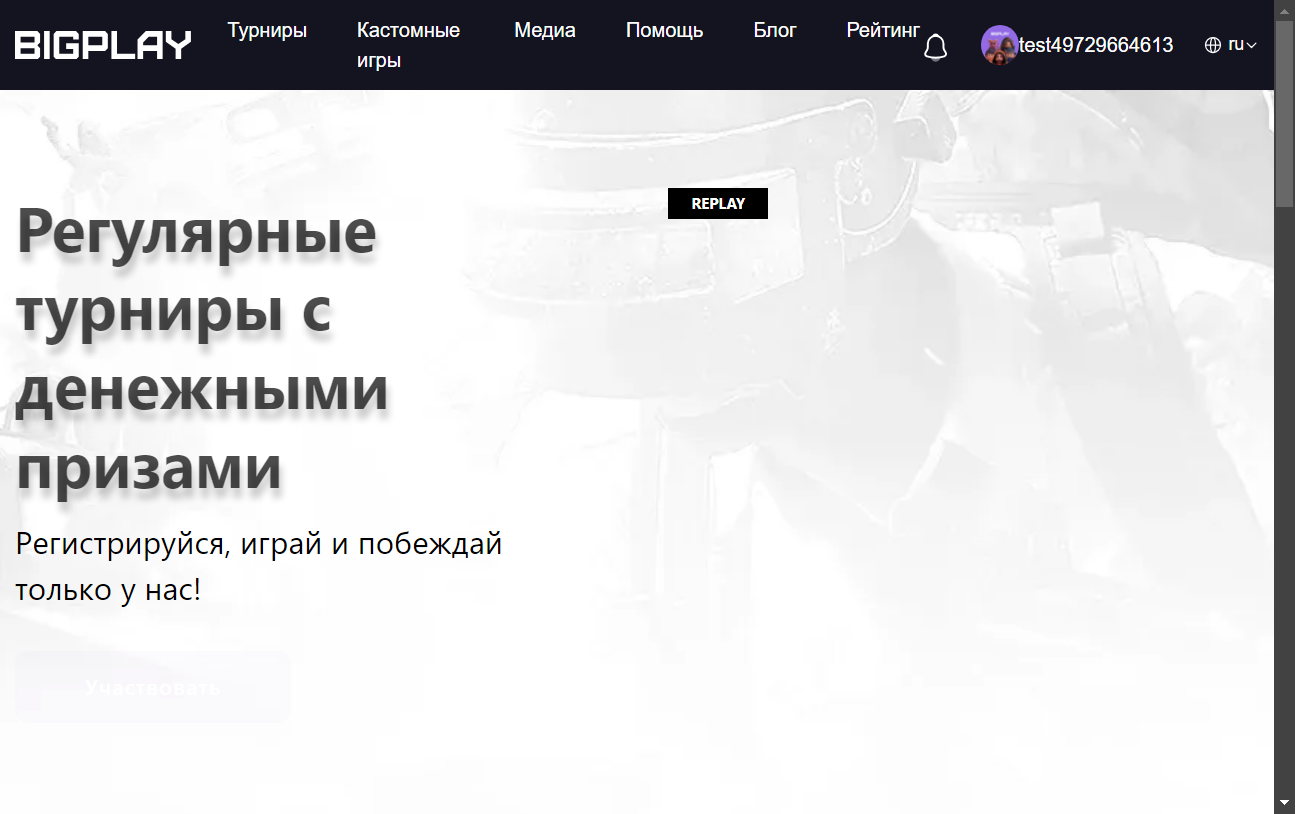 BIGPLAY
Турниры
Кастомные
игры
Медиа
Помощь
Блог
Рейтинг
test49729664613
ru
REPLAY
Регулярные
турниры с
денежными
призами
Регистрируйся, играй и побеждай
только у нас!
Участвовать